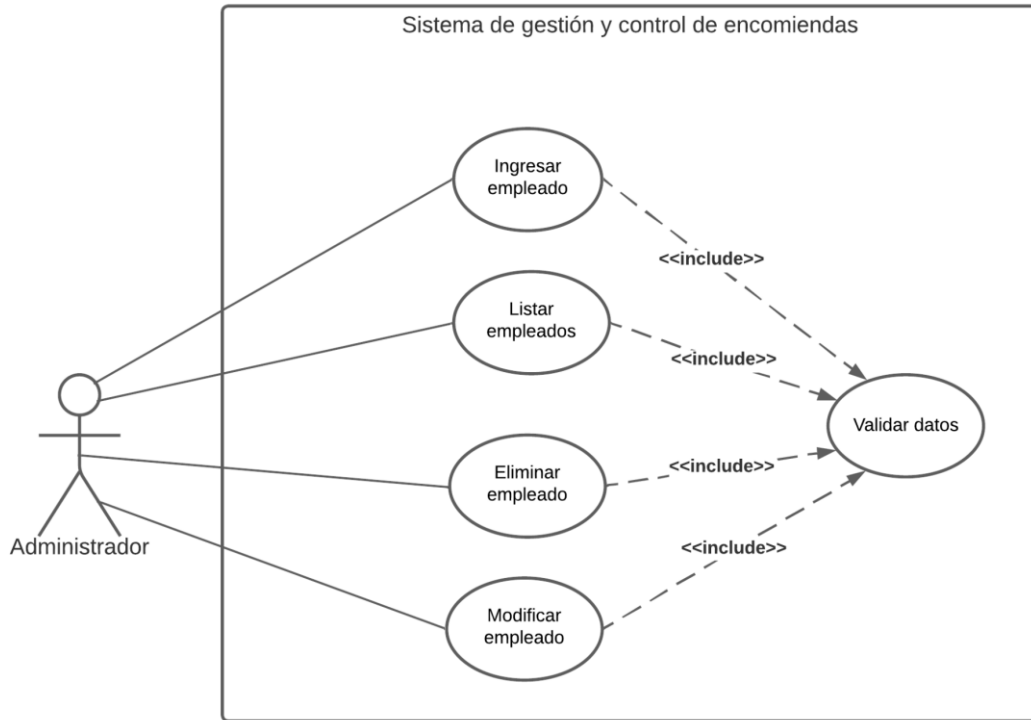 Sistema de gestión y control de encomiendas
Ingresar
empleado
<<include>>
Listar
empleados
<<include>>
Validar datos
Eliminar
empleado
<<include>>
Administrador
<<include>>
Modificar
empleado